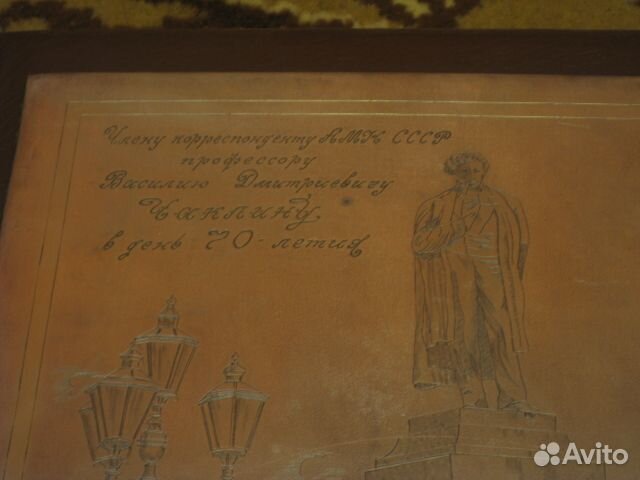 Члену корреспонденту АМН СССР
профессору
Василию Дмитриевичу
Чаклину,
в день 70-летия
Avito